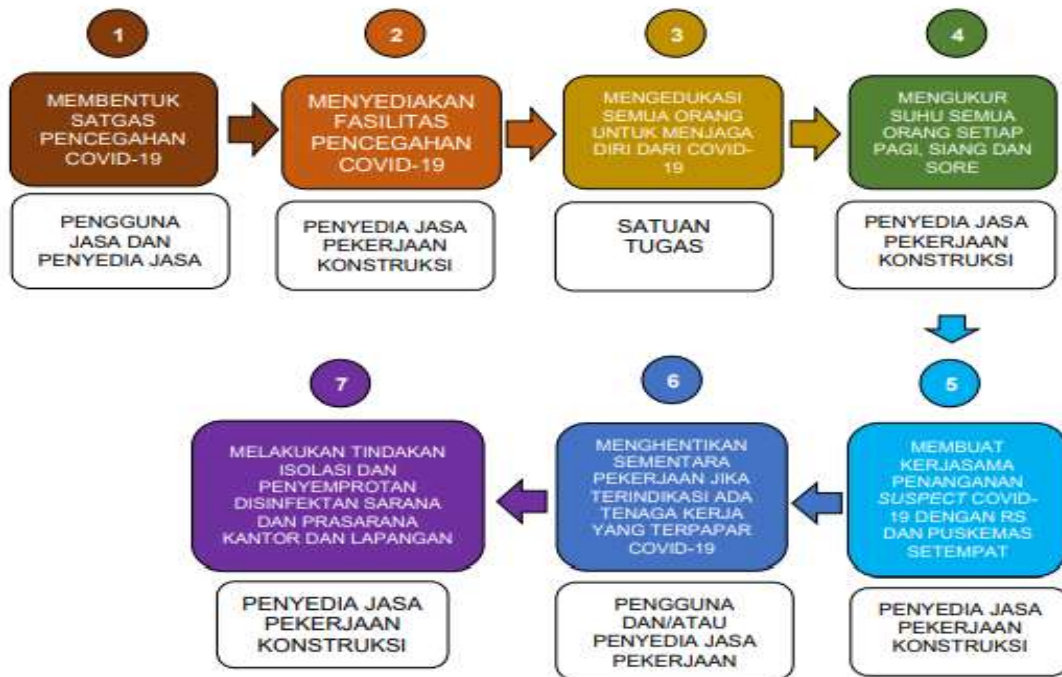 1
MEMBENTUK
SATGAS
PENCEGAHAN
COVID-19
PENGGUNA
JASA DAN
PENYEDIA JASA
2
MENYEDIAKAN
FASILITAS
PENCEGAHAN
COVID-19
PENYEDIA JASA
PEKERJAAN
KONSTRUKSI
3
MENGEDUKASI
SEMUA ORANG
UNTUK MENJAGA
DIRI DARI COVID-
19
SATUAN
TUGAS
4
MENGUKUR
SUHU SEMUA
ORANG SETIAP
PAGI, SIANG DAN
SORE
PENYEDIA JASA
PEKERJAAN
KONSTRUKSI
5
MEMBUAT
KERJASAMA
PENANGANAN
SUSPECT COVID-
19 DENGAN RS
DAN PUSKEMAS
SETEMPAT
PENYEDIA JASA
PEKERJAAN
KONSTRUKSI
6
MENGHENTIKAN
SEMENTARA
PEKERJAAN JIKA
TERINDIKASI ADA
TENAGA KERJA
YANG TERPAPAR
COVID-19
PENGGUNA
DAN/ATAU
PENYEDIA JASA
PEKERJAAN
7
MELAKUKAN TINDAKAN
ISOLASI DAN
PENYEMPROTAN
DISINFEKTAN SARANA
DAN PRASARANA
KANTOR DAN LAPANGAN
PENYEDIA JASA
PEKERJAAN
KONSTRUKSI